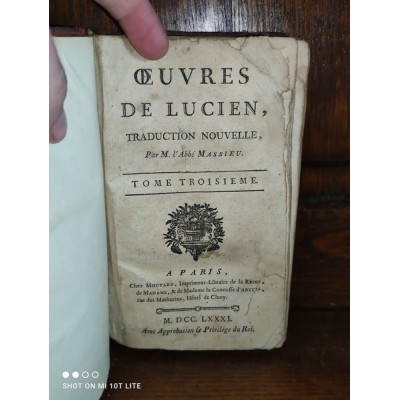 ŒUVRES
DE LUCIEN,
TRADUCTION NOUVELLE,
Par M. l'Abbé MASSIEU.
TOME TROISIEME.
A PARIS,
Chez MOUTARD, Imprimeur-Libraire de la REINE,
de MADAME, & de Madame la Comtesse d'ARTOIS,
rue des Mathurins, Hôtel de Cluny.
M. DCC. LXXXI.
Avec Approbation & Privilége du Roi.
SHOT ON MI 10T LITE